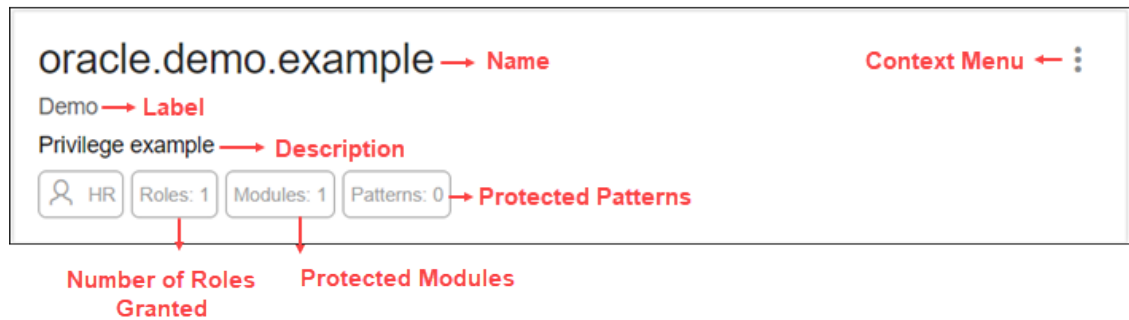 oracle.demo.example Name Context Menu
Demo Label
Privilege example Description
HR Roles: 1 Modules: 1 Patterns: 0 Protected Patterns
Number of Roles Protected Modules
Granted